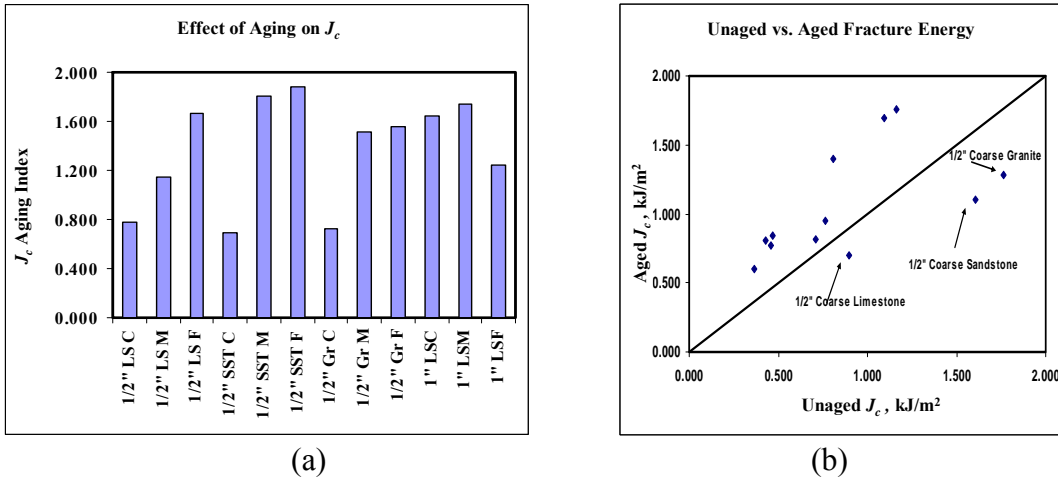 Effect of Aging on Jc
Jc Aging Index
2.000
1.600
1.200
0.800
0.400
0.000
1/2" LS C
1/2" LS M
1/2" LS F
1/2" SST C
1/2" SST M
1/2" SST F
1/2" Gr C
1/2" Gr M
1/2" Gr F
1" LSC
1" LSM
1" LSF
(a)
Unaged vs. Aged Fracture Energy
Aged Jc , kJ/m²
2.000
1.500
1.000
0.500
0.000
1/2" Coarse Granite
1/2" Coarse Sandstone
1/2" Coarse Limestone
0.000 0.500 1.000 1.500 2.000
Unaged Jc , kJ/m²
(b)